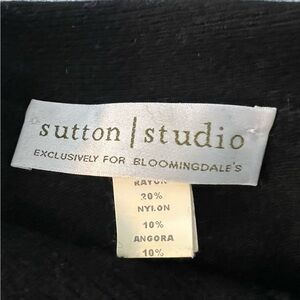 sutton | studio
EXCLUSIVELY FOR BLOOMINGDALE'S
RAYON
20%
NYLON
10%
ANGORA
10%